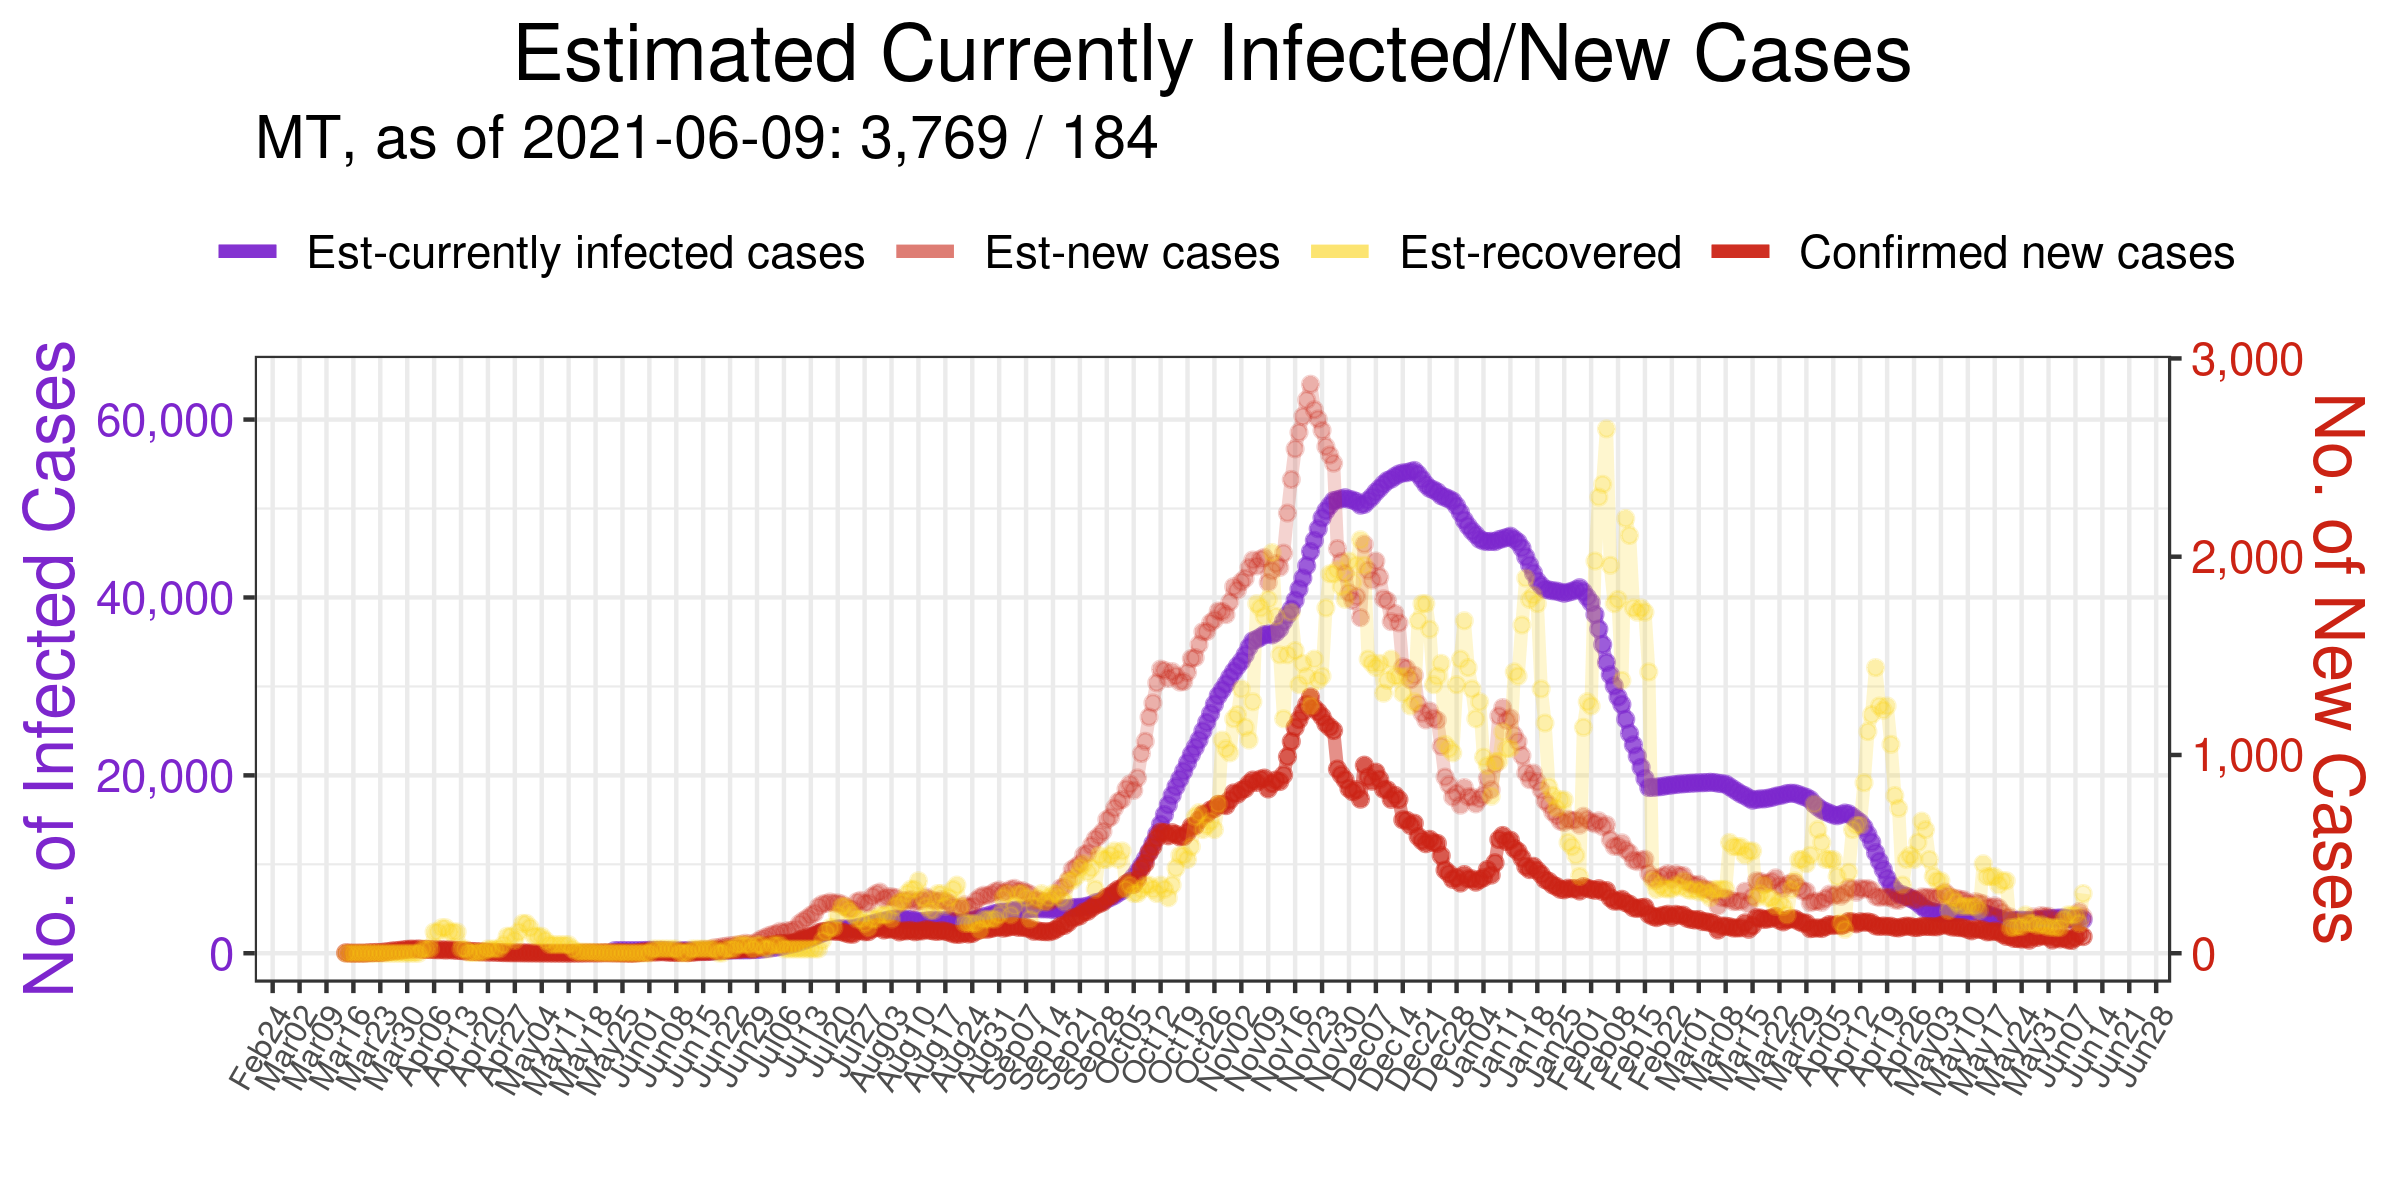 Estimated Currently Infected/New Cases
MT, as of 2021-06-09: 3,769 / 184
Est-currently infected cases
Est-new cases
Est-recovered
Confirmed new cases
No. of Infected Cases
60,000
40,000
20,000
0
3,000
2,000
1,000
0
No. of New Cases
Feb24
Mar02
Mar09
Mar16
Mar23
Mar30
Apr06
Apr13
Apr20
Apr27
May04
May11
May18
May25
Jun01
Jun08
Jun15
Jun22
Jun29
Jul06
Jul13
Jul20
Jul27
Aug03
Aug10
Aug17
Aug24
Aug31
Sep07
Sep14
Sep21
Sep28
Oct05
Oct12
Oct19
Oct26
Nov02
Nov09
Nov16
Nov23
Nov30
Dec07
Dec14
Dec21
Dec28
Jan04
Jan11
Jan18
Jan25
Feb01
Feb08
Feb15
Feb22
Mar01
Mar08
Mar15
Mar22
Mar29
Apr05
Apr12
Apr19
Apr26
May03
May10
May17
May24
May31
Jun07
Jun14
Jun21
Jun28